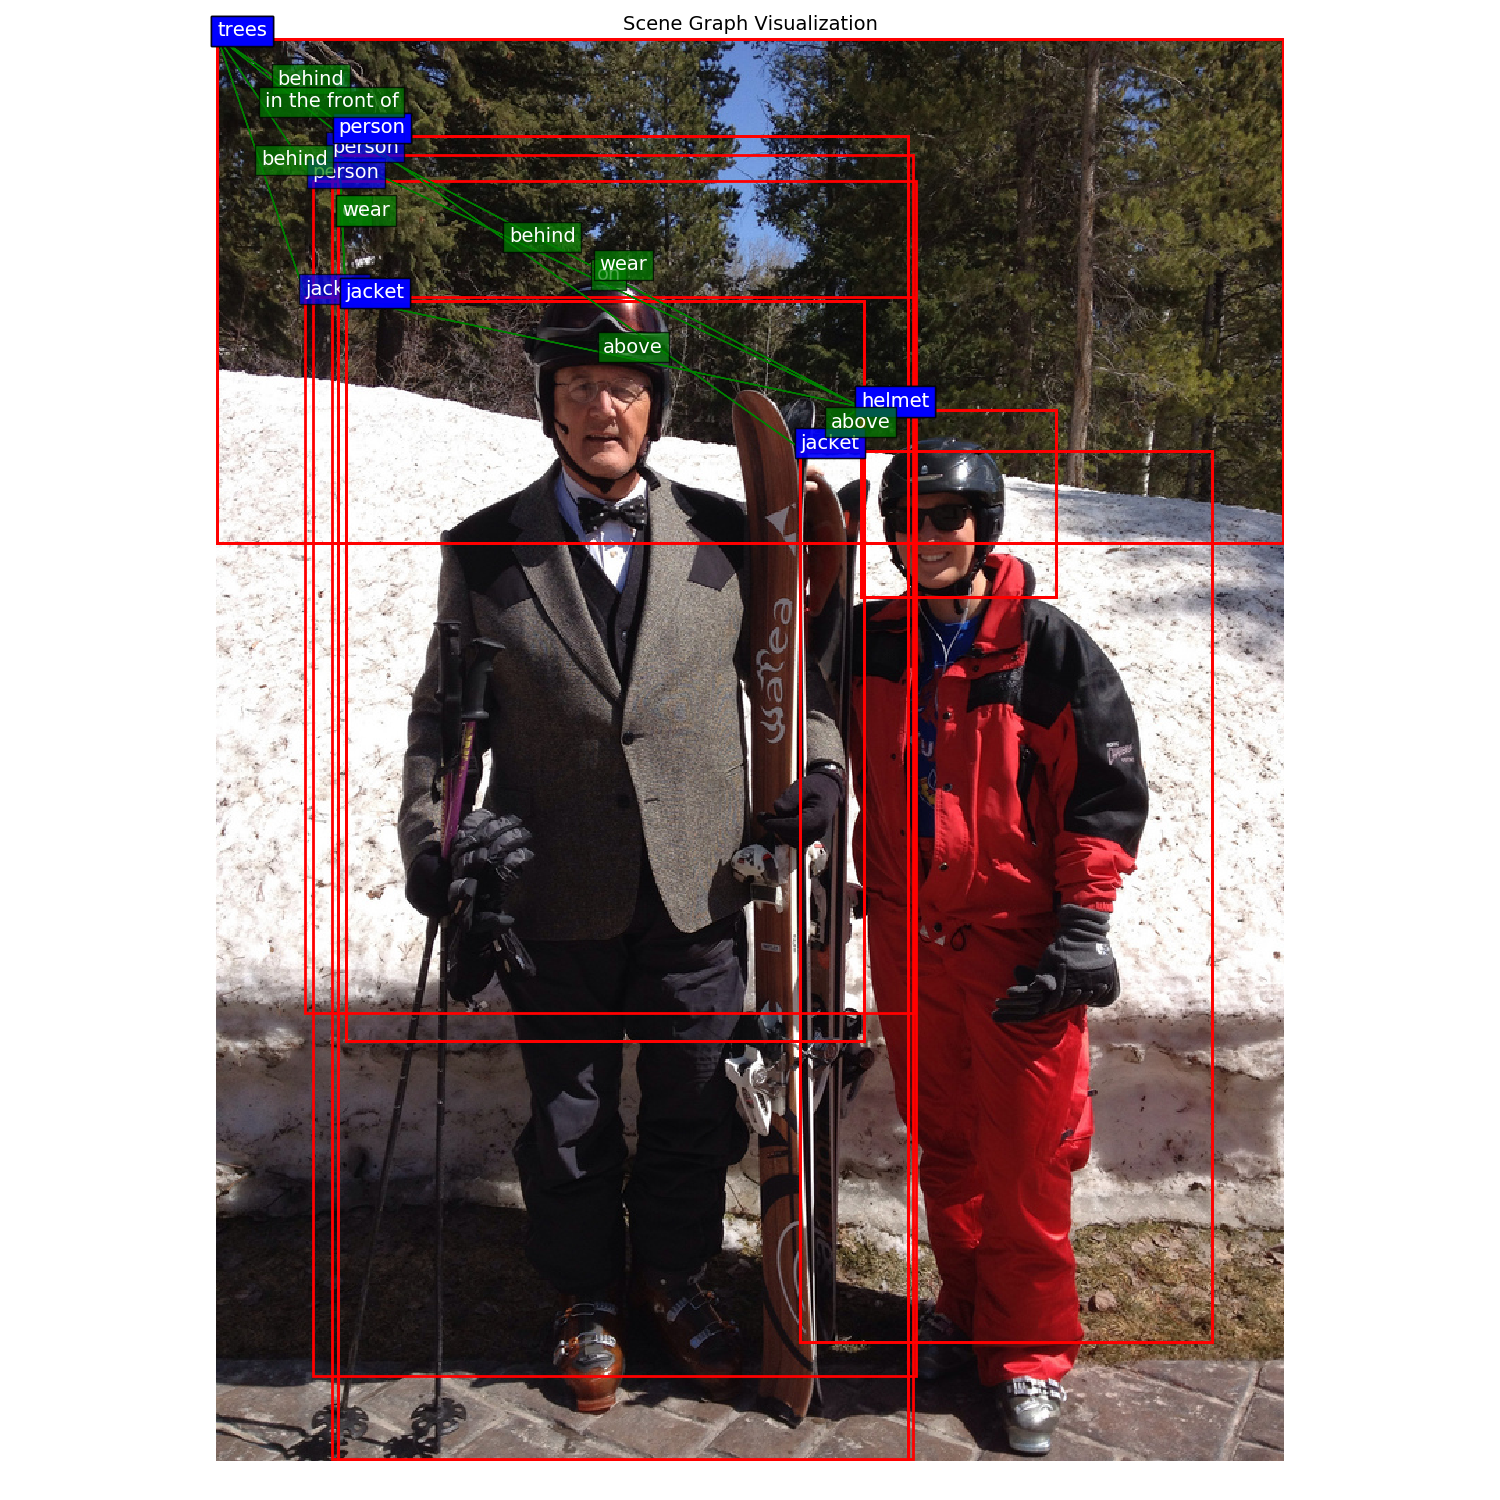 Scene Graph Visualization
trees
behind
in the front of
person
person
behind
person
wear
behind
wear
on
jack
jacket
above
helmet
above
jacket
warea